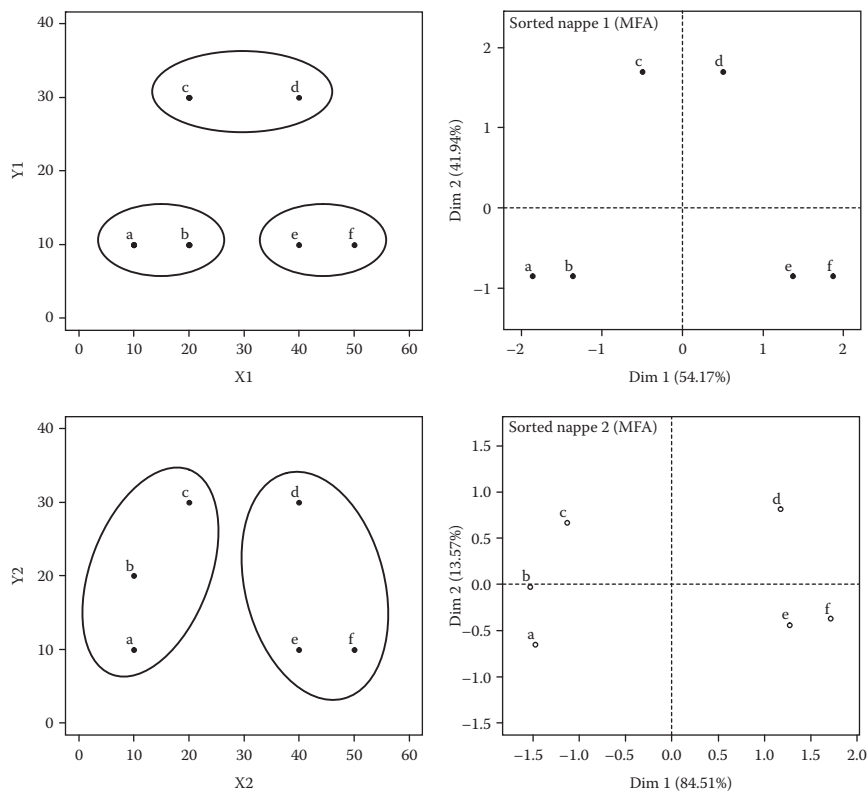 40
30
20
10
0
Y1
c d
a b e f
0 10 20 30 40 50 60
X1
Sorted nappe 1 (MFA)
2
1
0
−1
Dim 2 (41.94%)
c d
a b e f
−2 −1 0 1 2
Dim 1 (54.17%)
40
30
20
10
0
Y2
c d
b
a e f
0 10 20 30 40 50 60
X2
Sorted nappe 2 (MFA)
1.5
1.0
0.5
0.0
−0.5
−1.0
−1.5
Dim 2 (13.57%)
d
c
b
e f
a
−1.5 −1.0 −0.5 0.0 0.5 1.0 1.5 2.0
Dim 1 (84.51%)